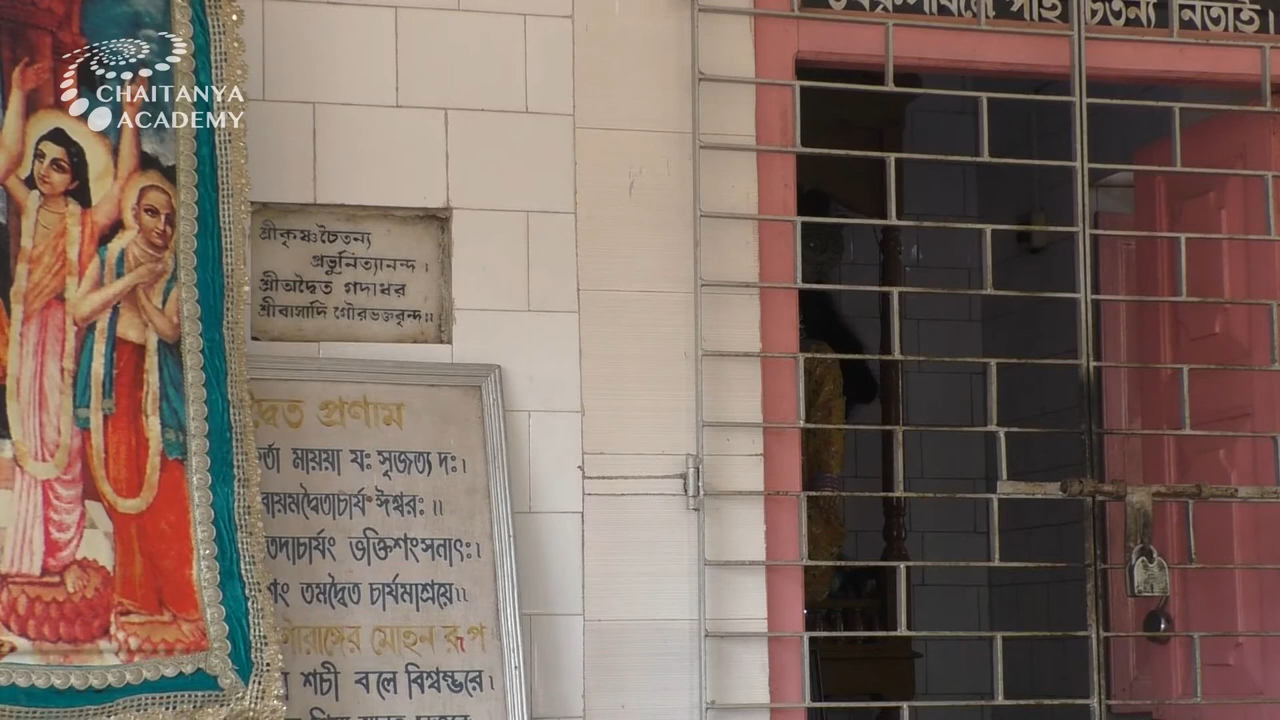 CHAITANYA
ACADEMY
পাই চৈতন্য নিতাই।
শ্রীকৃষ্ণচৈতন্য
প্রভুনিত্যানন্দ।
শ্রীঅদ্বৈত গদাধর
শ্রীবাসাদি গৌরভক্তবৃন্দ।।
দ্বৈত প্রণাম
র্তা মায়য়া যঃ সৃজত্য দঃ।
বায়মদ্বৈতাচার্য ঈশ্বরঃ ।।
তদাচার্যং ভক্তিশংসনাৎঃ।
শং তমদ্বৈত চার্যমাশ্রয়ে।।
গৌরাঙ্গের মোহন রূপ
শচী বলে বিশ্বম্ভরে।